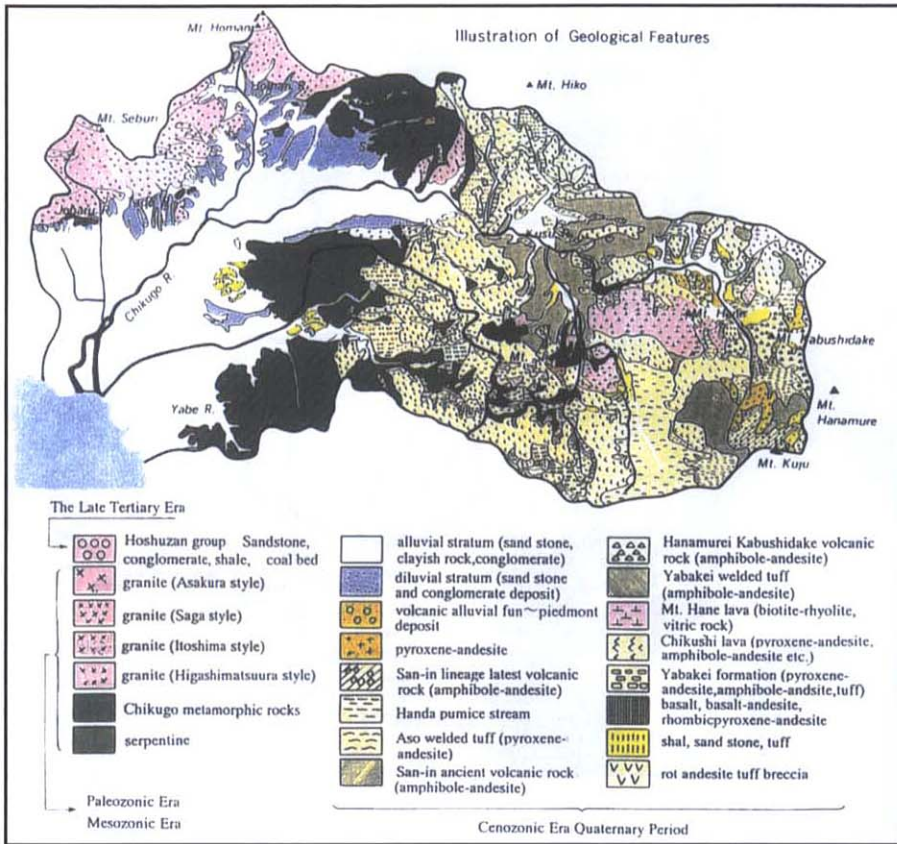 Illustration of Geological Features
Mt. Homan
Mt. Hiko
Mt. Seburi
Homan R.
Jobaru R.
Chikugo R.
Kusu
Mt. Kabushidake
Mt. Hanamure
Yabe R.
Mt. Kuju
The Late Tertiary Era
Hoshuzan group Sandstone,
conglomerate, shale, coal bed
granite (Asakura style)
granite (Saga style)
granite (Itoshima style)
granite (Higashimatsuura style)
Chikugo metamorphic rocks
serpentine
Paleozonic Era
Mesozonic Era
alluvial stratum (sand stone,
clayish rock,conglomerate)
diluvial stratum (sand stone
and conglomerate deposit)
volcanic alluvial fun~piedmont
deposit
pyroxene-andesite
San-in lineage latest volcanic
rock (amphibole-andesite)
Handa pumice stream
Aso welded tuff (pyroxene-
andesite)
San-in ancient volcanic rock
(amphibole-andesite)
Hanamurei Kabushidake volcanic
rock (amphibole-andesite)
Yabakei welded tuff
(amphibole-andesite)
Mt. Hane lava (biotite-rhyolite,
vitric rock)
Chikushi lava (pyroxene-andesite,
amphibole-andesite etc.)
Yabakei formation (pyroxene-
andesite,amphibole-andsite,tuff)
basalt, basalt-andesite,
rhombicpyroxene-andesite
shal, sand stone, tuff
rot andesite tuff breccia
Cenozonic Era Quaternary Period